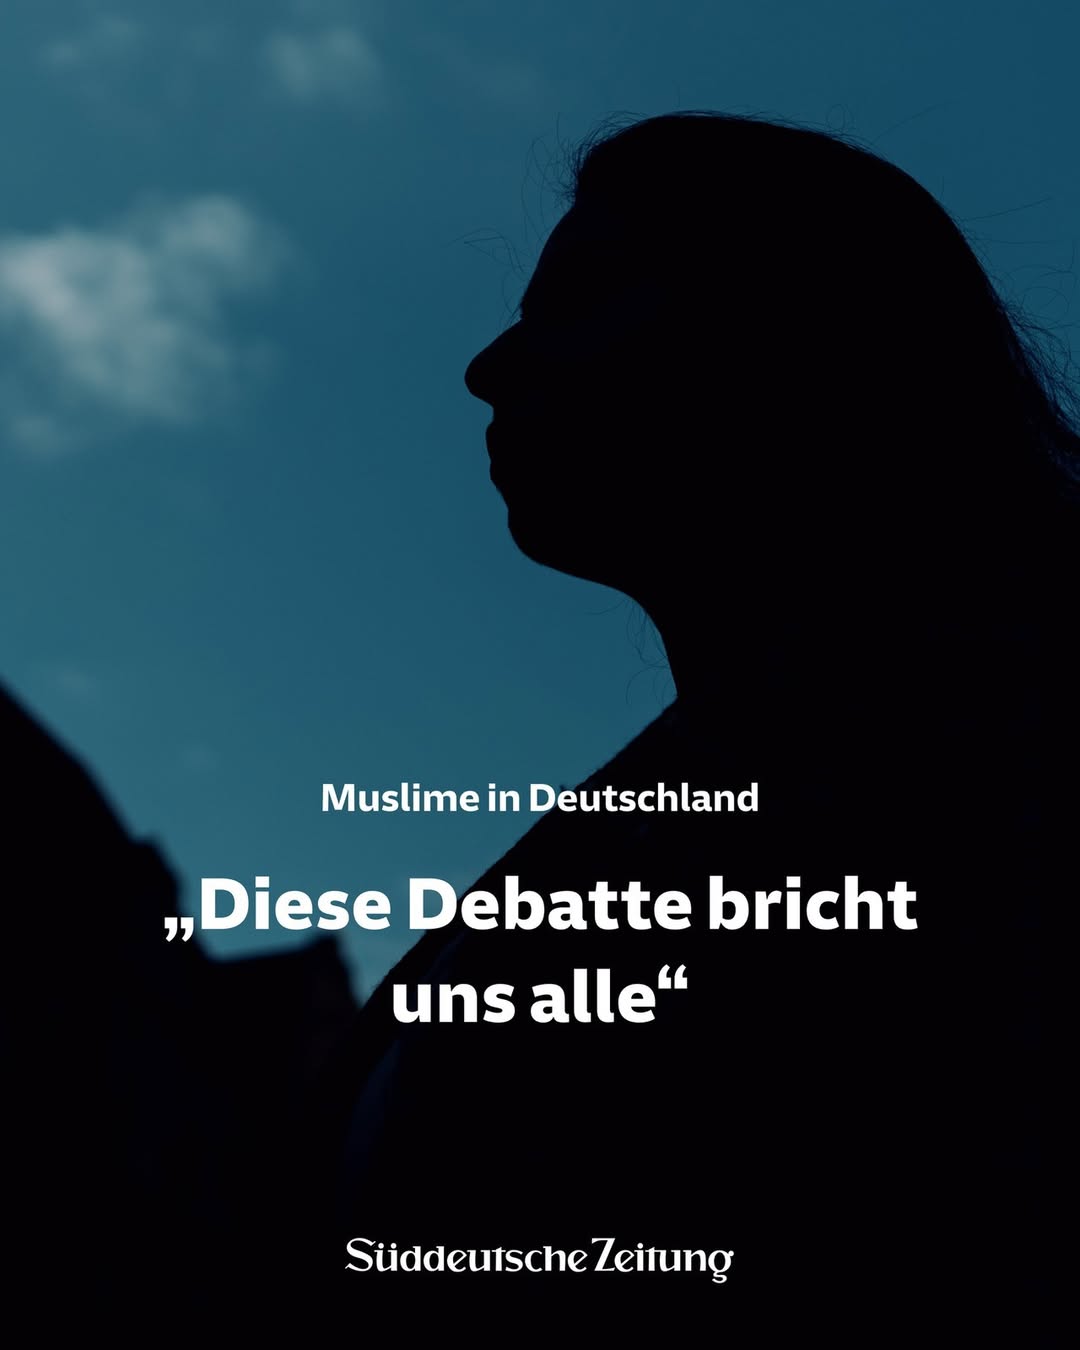 Muslime in Deutschland
„Diese Debatte bricht
uns alle“
Süddeutsche Zeitung